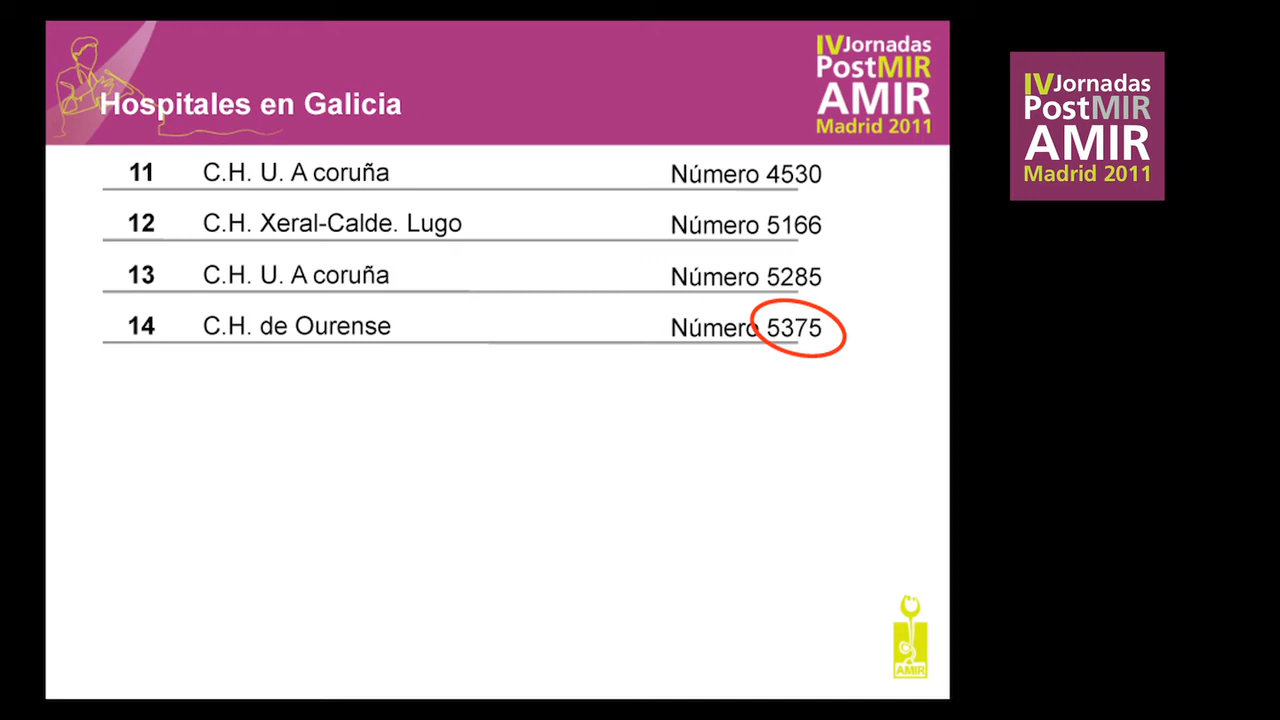 Hospitales en Galicia
IVJornadas
PostMIR
AMIR
Madrid 2011
11 C.H. U. A coruña Número 4530
12 C.H. Xeral-Calde. Lugo Número 5166
13 C.H. U. A coruña Número 5285
14 C.H. de Ourense Número 5375
AMIR
IVJornadas
PostMIR
AMIR
Madrid 2011